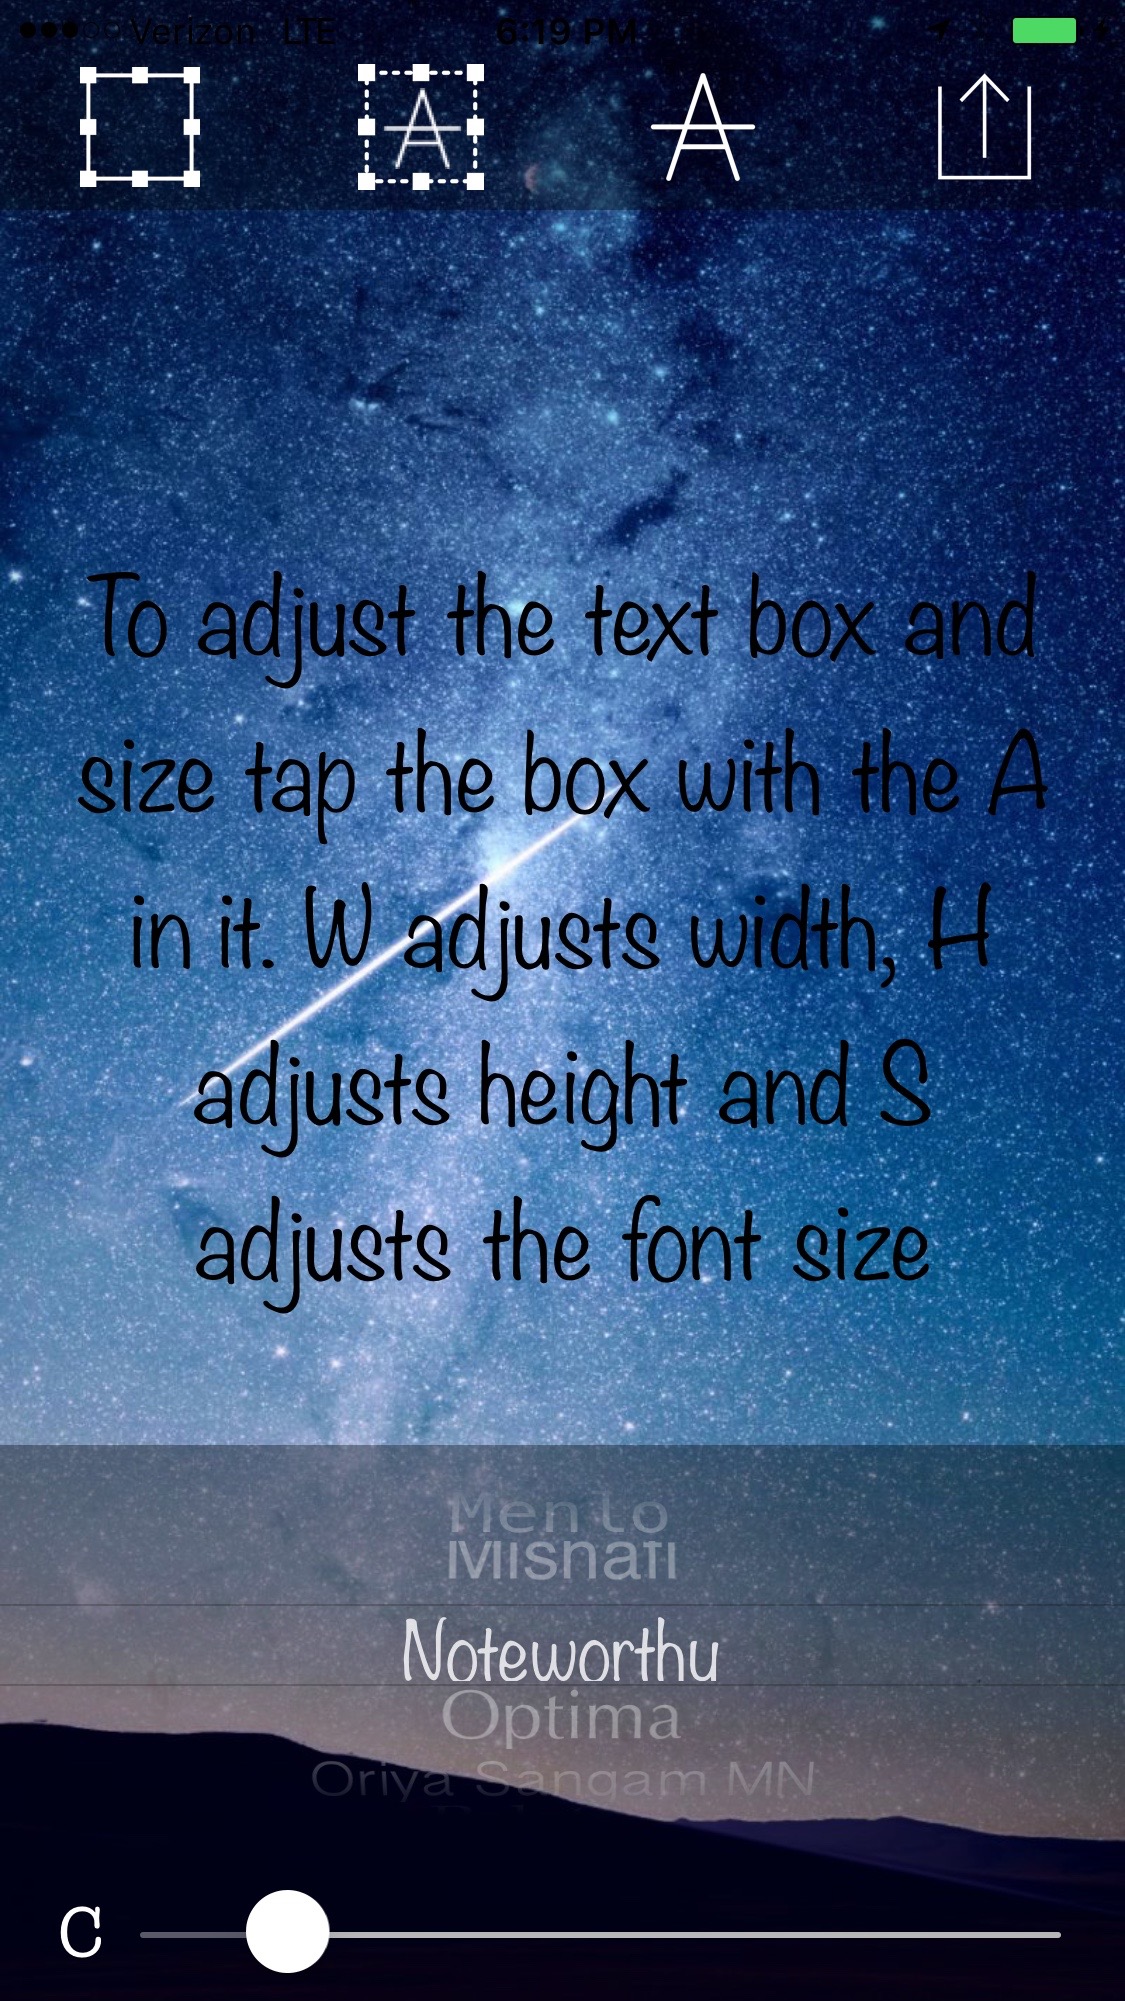 Verizon LTE 6:19 PM
A A
To adjust the text box and
size tap the box with the A
in it. W adjusts width, H
adjusts height and S
adjusts the font size
Menlo
Mishafi
Noteworthy
Optima
Oriya Sangam MN
C